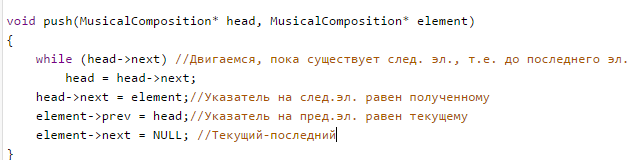 void push(MusicalComposition* head, MusicalComposition* element)
{
    while (head->next) //Двигаемся, пока существует след. эл., т.е. до последнего эл.
        head = head->next;
    head->next = element;//Указатель на след.эл. равен полученному
    element->prev = head;//Указатель на пред.эл. равен текущему
    element->next = NULL; //Текущий-последний
}